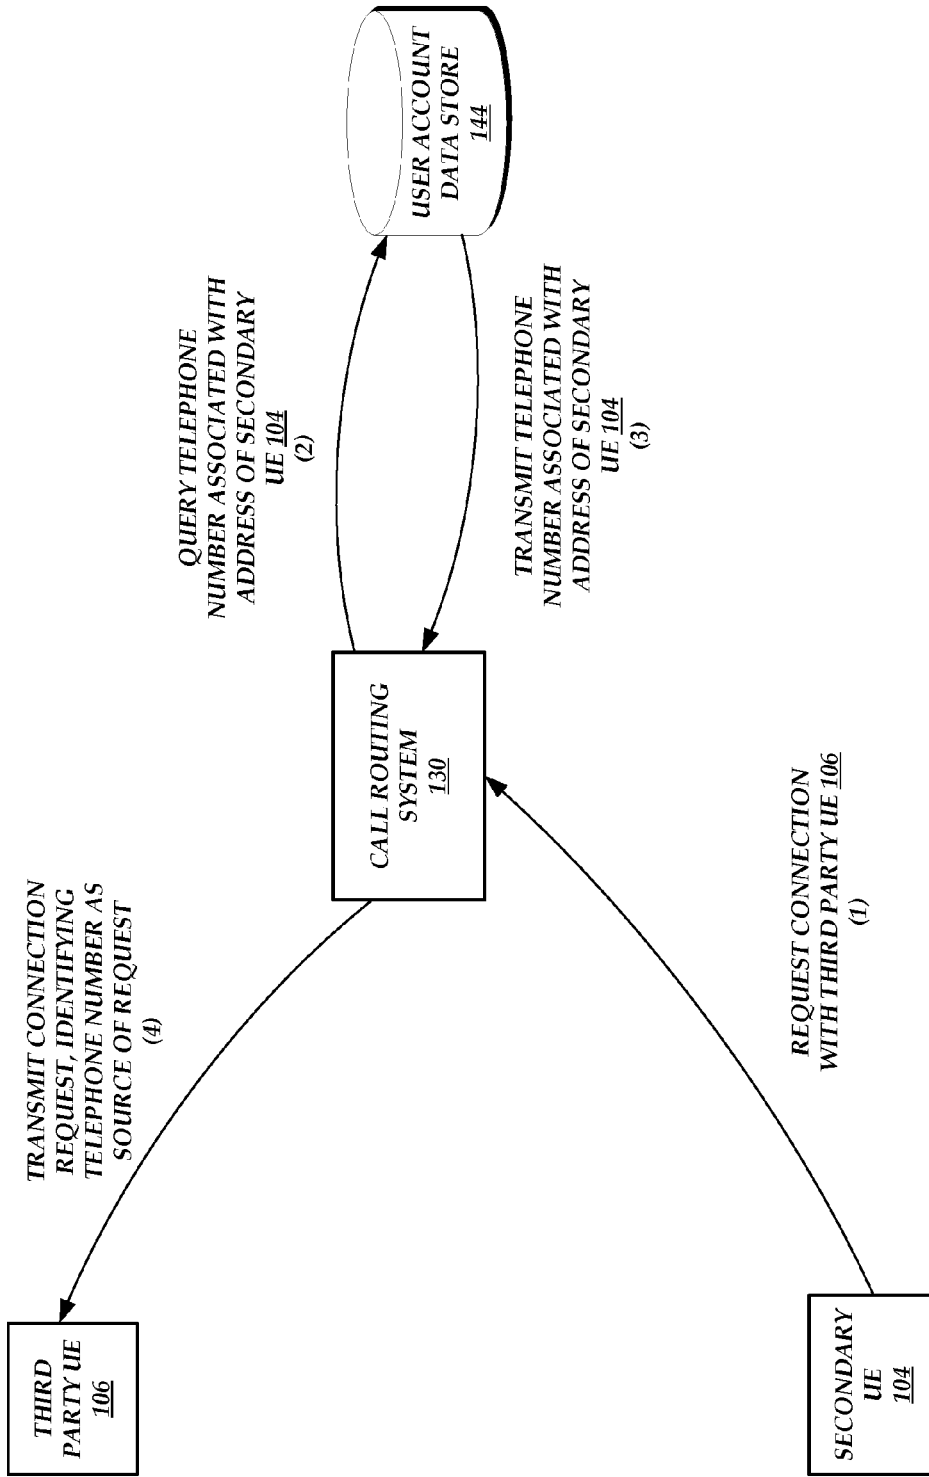 THIRD
PARTY UE
106
TRANSMIT CONNECTION
REQUEST, IDENTIFYING
TELEPHONE NUMBER AS
SOURCE OF REQUEST
(4)
QUERY TELEPHONE
NUMBER ASSOCIATED WITH
ADDRESS OF SECONDARY
UE 104
(2)
CALL ROUTING
SYSTEM
130
USER ACCOUNT
DATA STORE
144
TRANSMIT TELEPHONE
NUMBER ASSOCIATED WITH
ADDRESS OF SECONDARY
UE 104
(3)
SECONDARY
UE
104
REQUEST CONNECTION
WITH THIRD PARTY UE 106
(1)